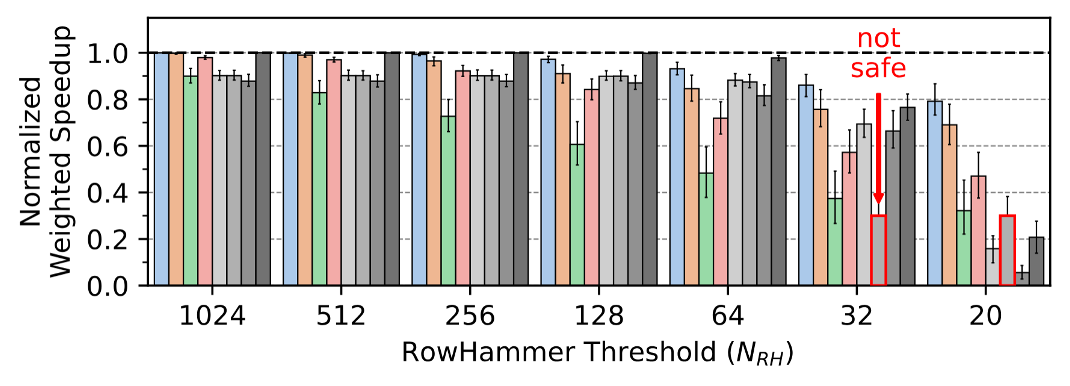 Normalized
Weighted Speedup
1.0
0.8
0.6
0.4
0.2
0.0
not
safe
1024 512 256 128 64 32 20
RowHammer Threshold (N_RH)